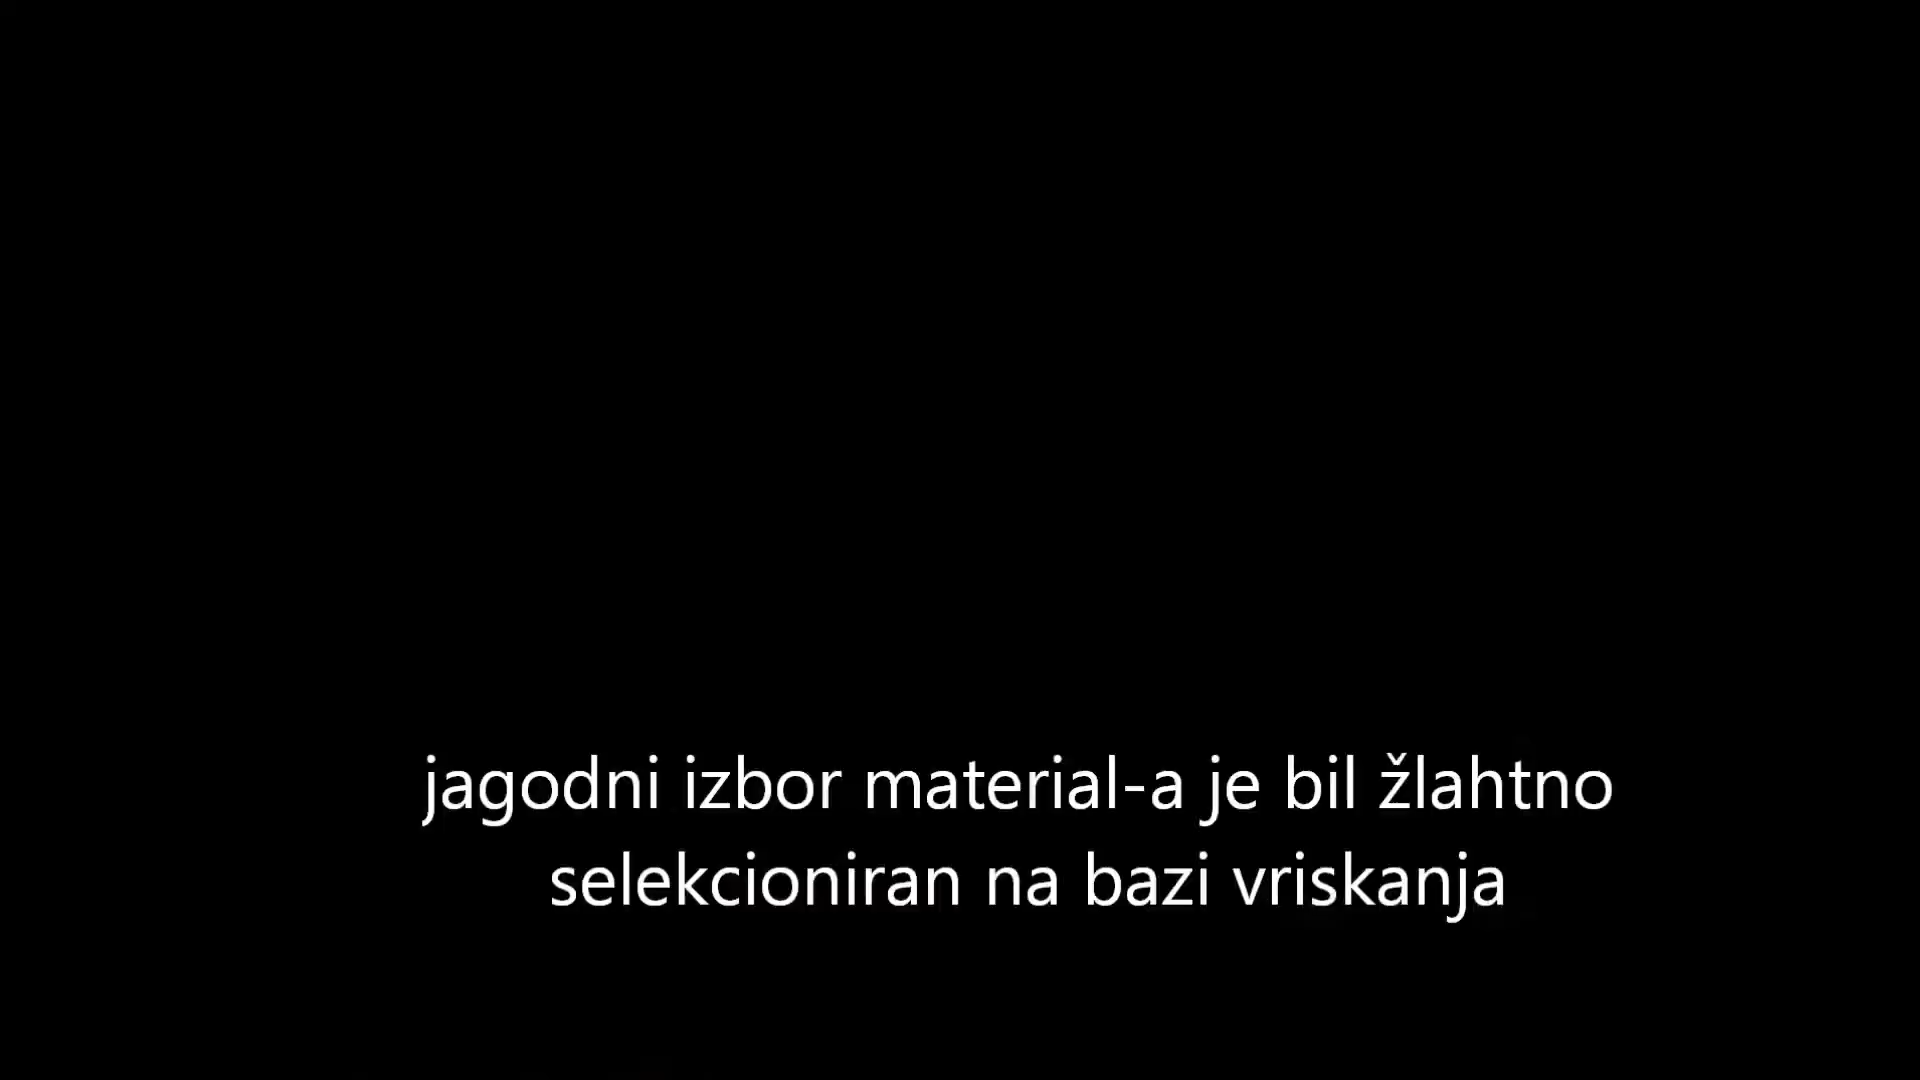 jagodni izbor material-a je bil žlahtno
selekcioniran na bazi vriskanja